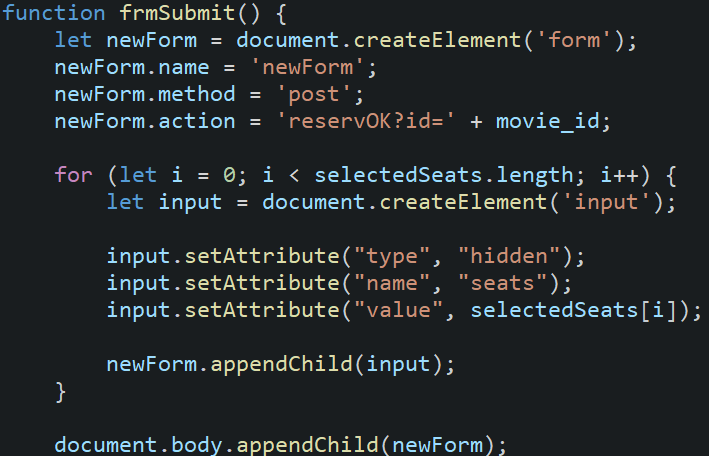 function frmSubmit() {
let newForm = document.createElement('form');
newForm.name = 'newForm';
newForm.method = 'post';
newForm.action = 'reservOK?id=' + movie_id;
for (let i = 0; i < selectedSeats.length; i++) {
let input = document.createElement('input');
input.setAttribute("type", "hidden");
input.setAttribute("name", "seats");
input.setAttribute("value", selectedSeats[i]);
newForm.appendChild(input);
}
document.body.appendChild(newForm);